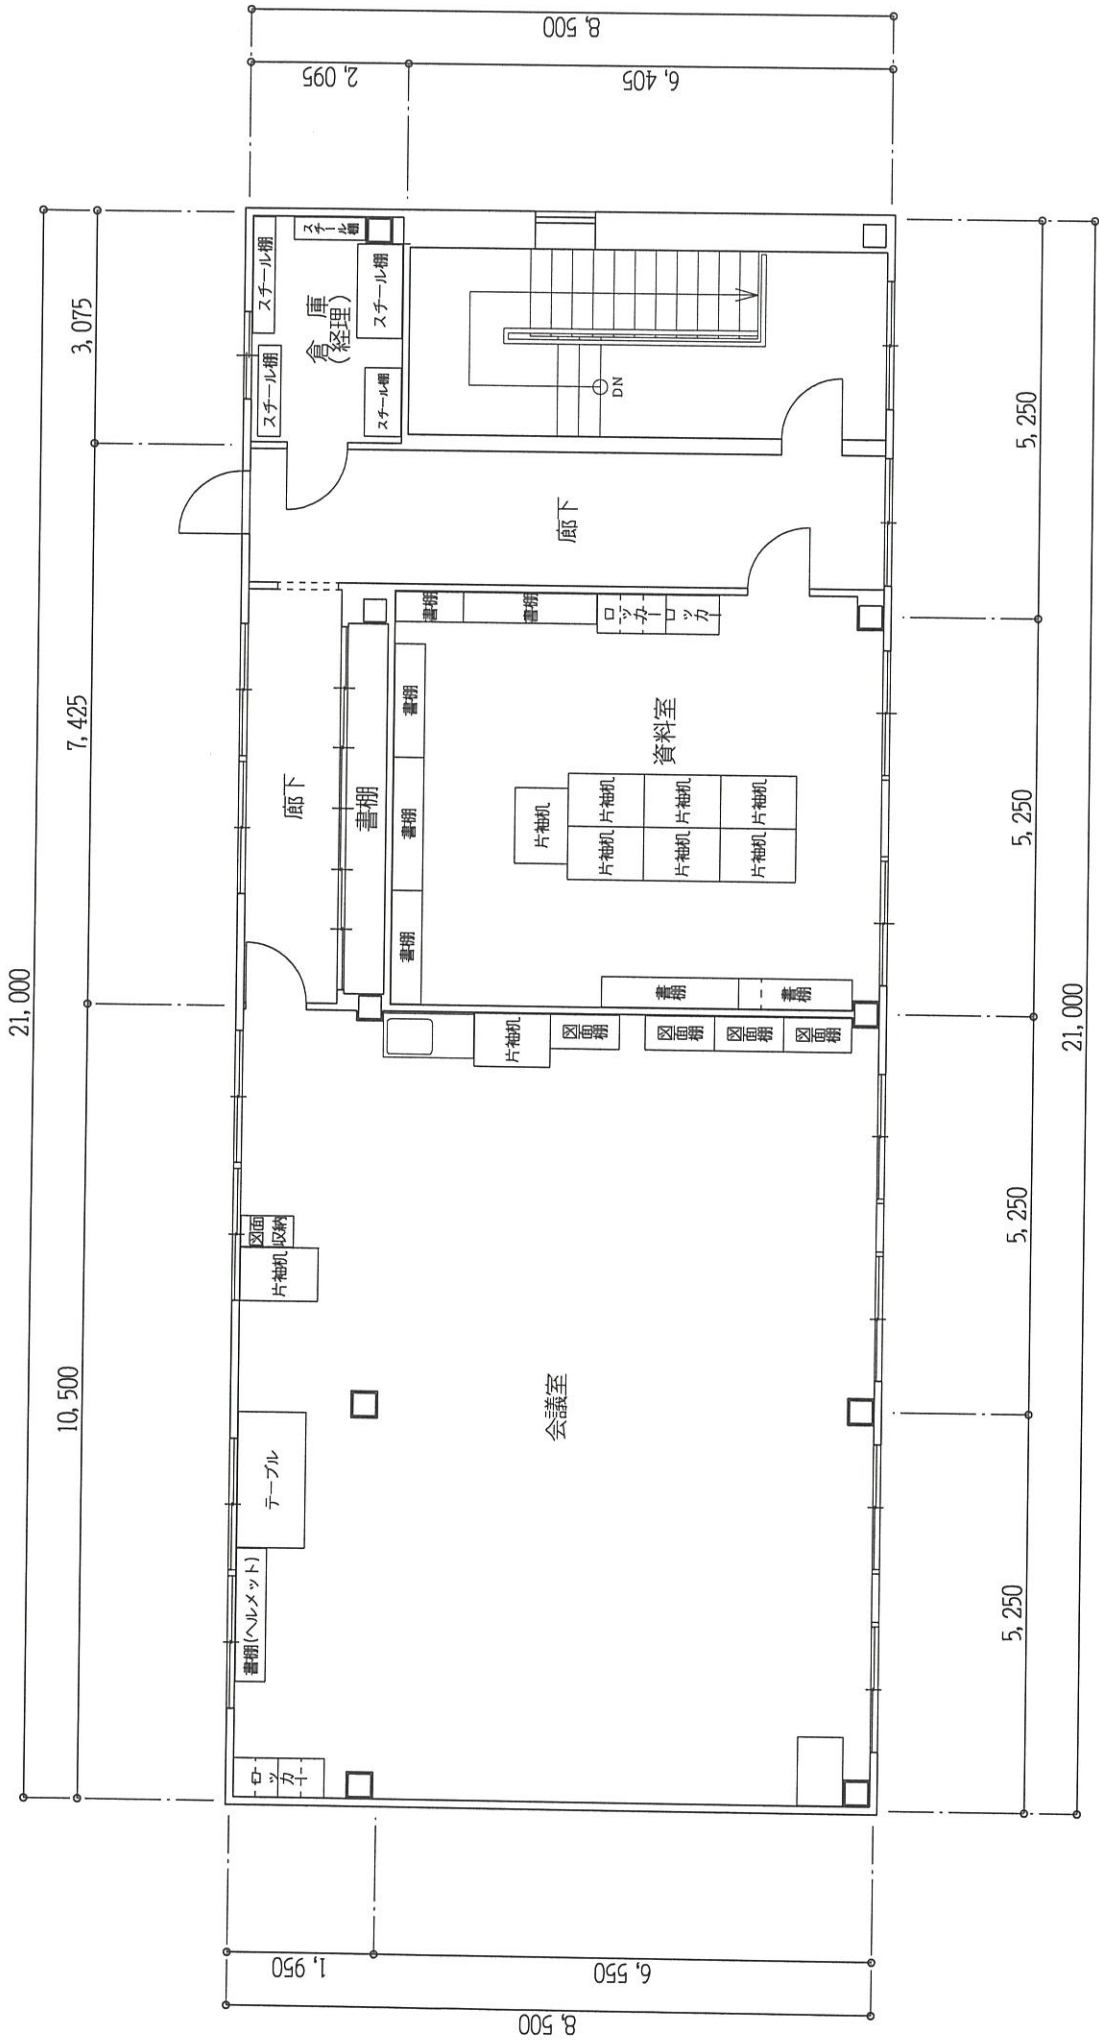 8,500
2,095
6,405
21,000
3,075
7,425
10,500
スチール棚
スチール棚
スチール棚
スチール棚
スチール棚
倉庫
(経理)
DN
廊下
廊下
書棚
書棚
書棚
ロッカー
ロッカー
書棚
書棚
書棚
資料室
片袖机
片袖机
片袖机
片袖机
片袖机
片袖机
片袖机
書棚
書棚
片袖机
図面棚
図面棚
図面棚
図面棚
図面収納
片袖机
会議室
テーブル
書棚(ヘルメット)
ロッカー
5,250
5,250
5,250
5,250
21,000
1,950
6,550
8,500